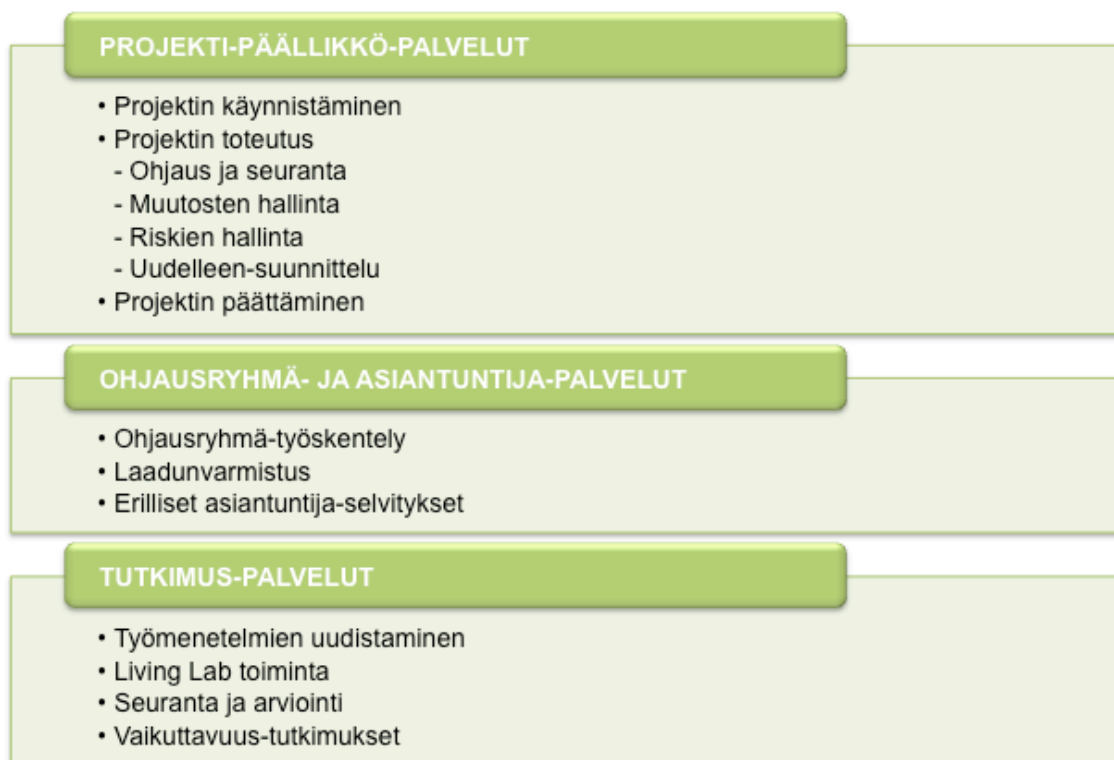 PROJEKTI-PÄÄLLIKKÖ-PALVELUT
• Projektin käynnistäminen
• Projektin toteutus
- Ohjaus ja seuranta
- Muutosten hallinta
- Riskien hallinta
- Uudelleen-suunnittelu
• Projektin päättäminen
OHJAUSRYHMÄ- JA ASIANTUNTIJA-PALVELUT
• Ohjausryhmä-työskentely
• Laadunvarmistus
• Erilliset asiantuntija-selvitykset
TUTKIMUS-PALVELUT
• Työmenetelmien uudistaminen
• Living Lab toiminta
• Seuranta ja arviointi
• Vaikuttavuus-tutkimukset